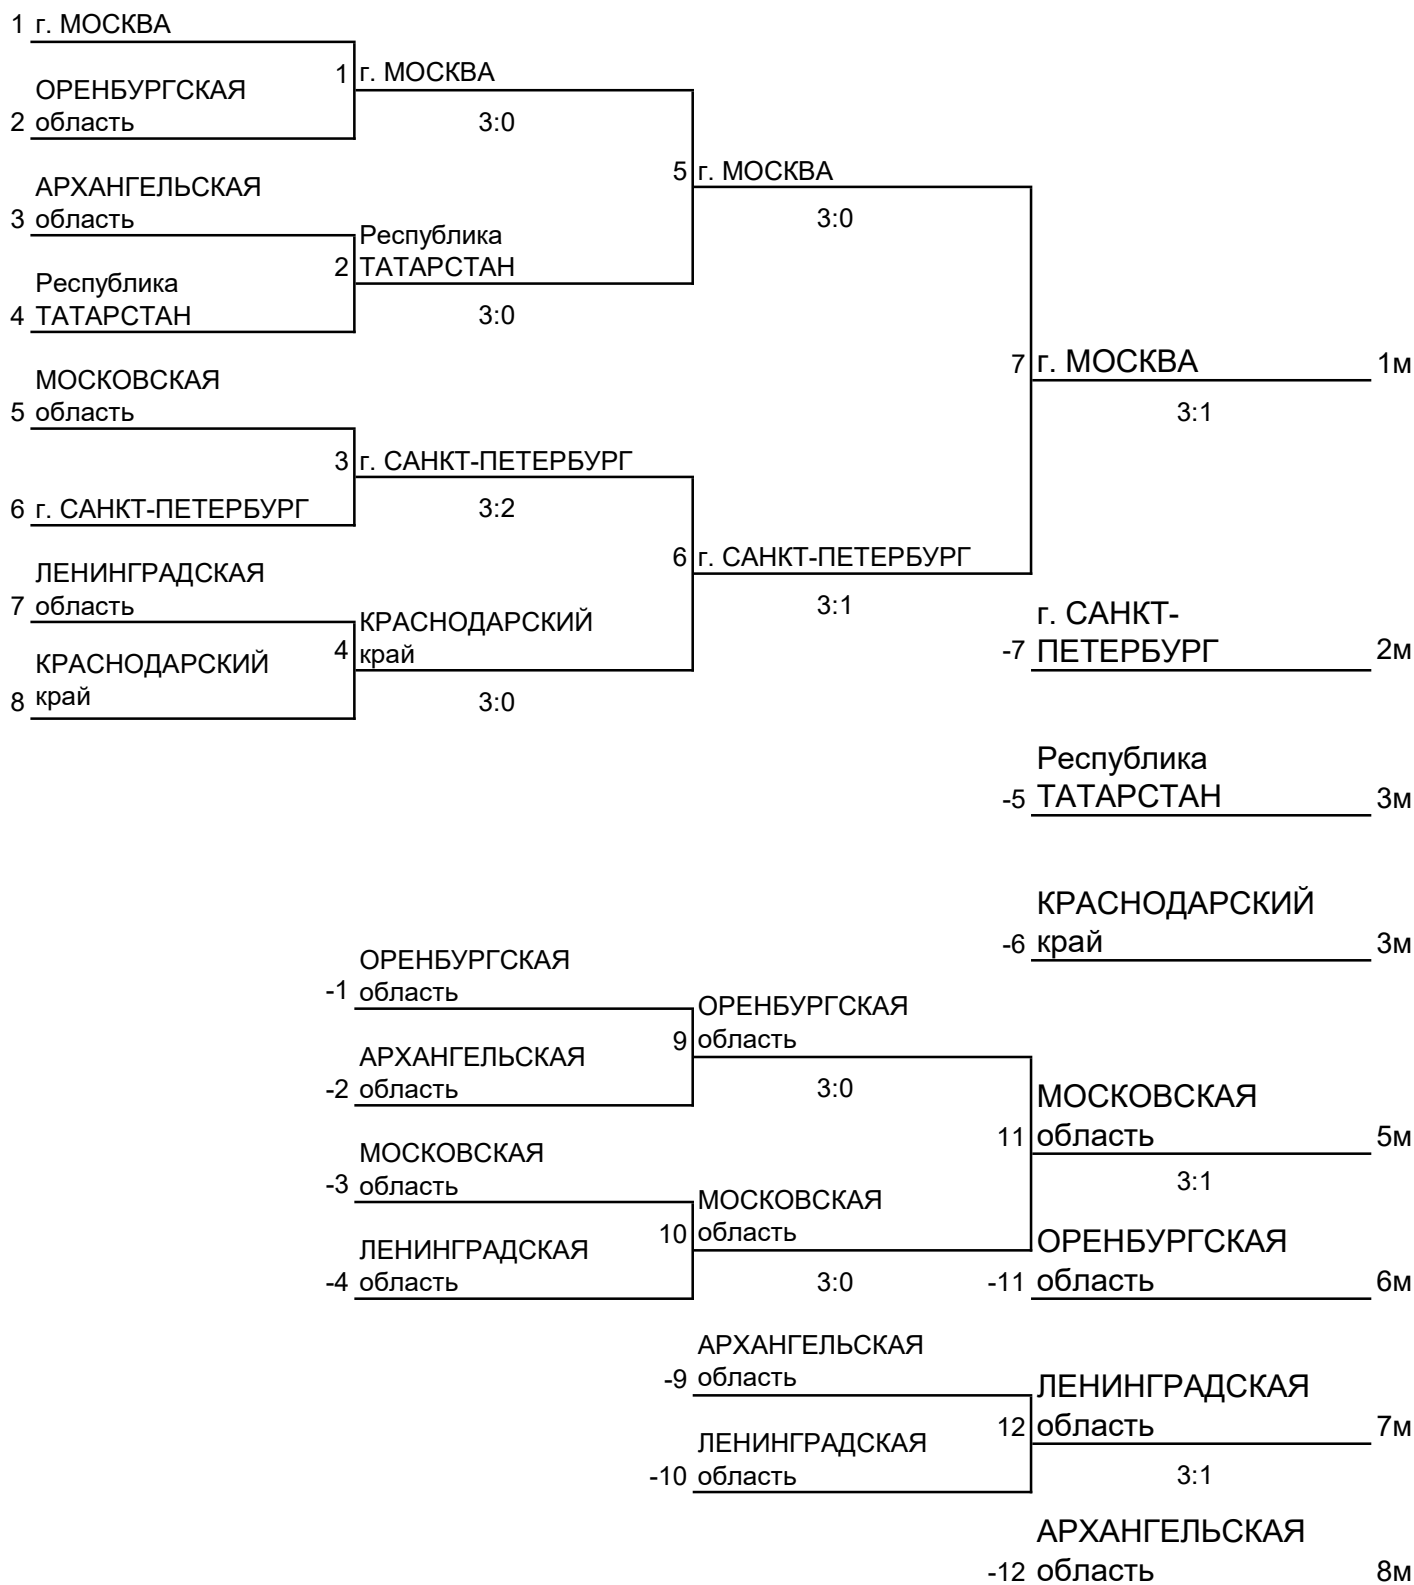 1 г. МОСКВА
1 г. МОСКВА
ОРЕНБУРГСКАЯ
2 область
3:0
5 г. МОСКВА
АРХАНГЕЛЬСКАЯ
3 область
3:0
Республика
2 ТАТАРСТАН
Республика
4 ТАТАРСТАН
3:0
7 г. МОСКВА 1м
МОСКОВСКАЯ
5 область
3:1
3 г. САНКТ-ПЕТЕРБУРГ
6 г. САНКТ-ПЕТЕРБУРГ
3:2
6 г. САНКТ-ПЕТЕРБУРГ
ЛЕНИНГРАДСКАЯ
7 область
3:1
КРАСНОДАРСКИЙ
4 край
г. САНКТ-
-7 ПЕТЕРБУРГ 2м
КРАСНОДАРСКИЙ
8 край
3:0
Республика
-5 ТАТАРСТАН 3м
КРАСНОДАРСКИЙ
-6 край 3м
ОРЕНБУРГСКАЯ
-1 область
ОРЕНБУРГСКАЯ
9 область
АРХАНГЕЛЬСКАЯ
-2 область
3:0
МОСКОВСКАЯ
11 область 5м
МОСКОВСКАЯ
-3 область
3:1
МОСКОВСКАЯ
10 область
ЛЕНИНГРАДСКАЯ
-4 область
3:0
ОРЕНБУРГСКАЯ
-11 область 6м
АРХАНГЕЛЬСКАЯ
-9 область
ЛЕНИНГРАДСКАЯ
12 область 7м
ЛЕНИНГРАДСКАЯ
-10 область
3:1
АРХАНГЕЛЬСКАЯ
-12 область 8м